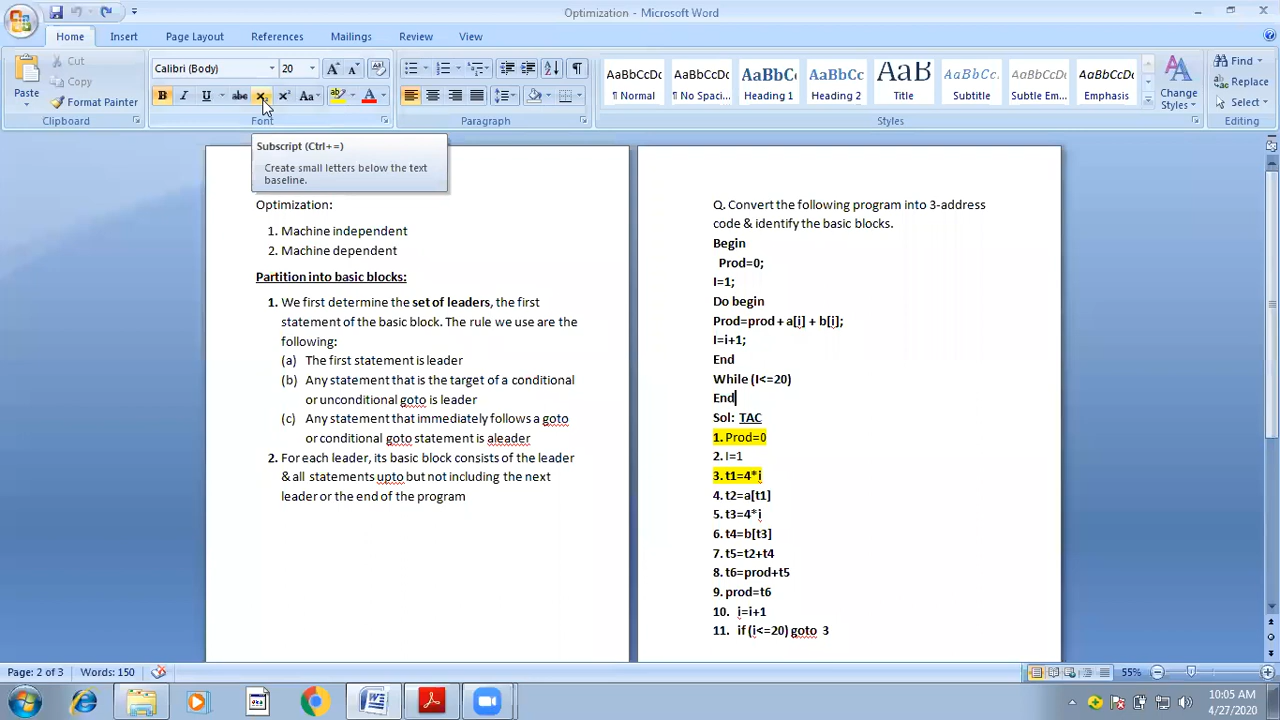 Optimization - Microsoft Word
Home Insert Page Layout References Mailings Review View
Paste
Cut
Copy
Format Painter
Clipboard
Calibri (Body) 20
B I U abc x₂ x² Aa
Font
Paragraph
AaBbCcDc AaBbCcDc AaBbCc AaBbCc AaBbC AaBbCcDc AaBbCcDc AaBbCcDc
¶ Normal ¶ No Spaci... Heading 1 Heading 2 Title Subtitle Subtle Em... Emphasis
Styles
Change Styles
Find
Replace
Select
Editing
Subscript (Ctrl+=)
Create small letters below the text
baseline.
Optimization:
1. Machine independent
2. Machine dependent
Partition into basic blocks:
1. We first determine the set of leaders, the first
statement of the basic block. The rule we use are the
following:
(a) The first statement is leader
(b) Any statement that is the target of a conditional
or unconditional goto is leader
(c) Any statement that immediately follows a goto
or conditional goto statement is aleader
2. For each leader, its basic block consists of the leader
& all statements upto but not including the next
leader or the end of the program
Q. Convert the following program into 3-address
code & identify the basic blocks.
Begin
Prod=0;
I=1;
Do begin
Prod=prod + a[i] + b[i];
I=i+1;
End
While (I<=20)
End
Sol: TAC
1. Prod=0
2. I=1
3. t1=4*i
4. t2=a[t1]
5. t3=4*i
6. t4=b[t3]
7. t5=t2+t4
8. t6=prod+t5
9. prod=t6
10. i=i+1
11. if (i<=20) goto 3
Page: 2 of 3 Words: 150 55%
10:05 AM
4/27/2020